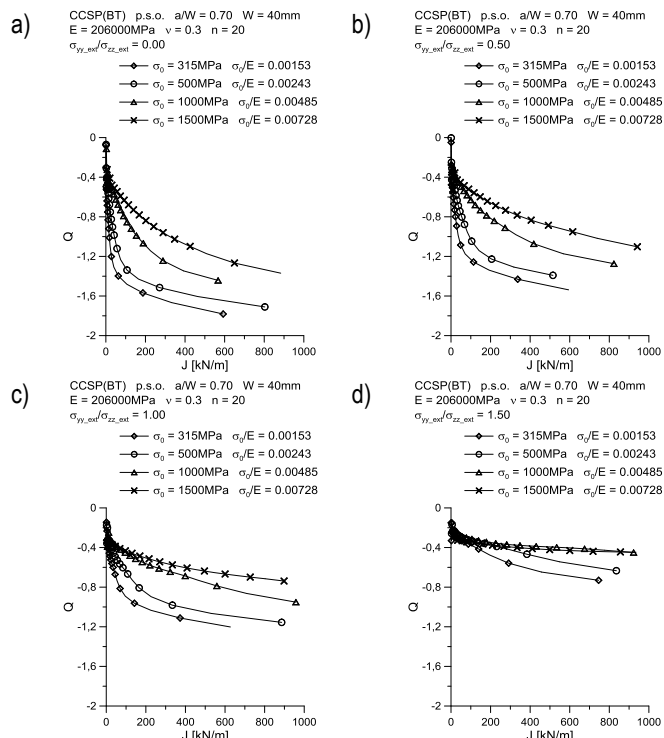 a)
CCSP(BT) p.s.o. a/W = 0.70 W = 40mm
E = 206000MPa ν = 0.3 n = 20
σyy_ext/σzz_ext = 0.00
σ0 = 315MPa σ0/E = 0.00153
σ0 = 500MPa σ0/E = 0.00243
σ0 = 1000MPa σ0/E = 0.00485
σ0 = 1500MPa σ0/E = 0.00728
0
-0,4
-0,8
-1.2
-1.6
-2
Q
0 200 400 600 800 1000
J [kN/m]
b)
CCSP(BT) p.s.o. a/W = 0.70 W = 40mm
E = 206000MPa ν = 0.3 n = 20
σyy_ext/σzz_ext = 0.50
σ0 = 315MPa σ0/E = 0.00153
σ0 = 500MPa σ0/E = 0.00243
σ0 = 1000MPa σ0/E = 0.00485
σ0 = 1500MPa σ0/E = 0.00728
0
-0,4
-0,8
-1.2
-1.6
-2
Q
0 200 400 600 800 1000
J [kN/m]
c)
CCSP(BT) p.s.o. a/W = 0.70 W = 40mm
E = 206000MPa ν = 0.3 n = 20
σyy_ext/σzz_ext = 1.00
σ0 = 315MPa σ0/E = 0.00153
σ0 = 500MPa σ0/E = 0.00243
σ0 = 1000MPa σ0/E = 0.00485
σ0 = 1500MPa σ0/E = 0.00728
0
-0,4
-0,8
-1,2
-1,6
-2
Q
0 200 400 600 800 1000
J [kN/m]
d)
CCSP(BT) p.s.o. a/W = 0.70 W = 40mm
E = 206000MPa ν = 0.3 n = 20
σyy_ext/σzz_ext = 1.50
σ0 = 315MPa σ0/E = 0.00153
σ0 = 500MPa σ0/E = 0.00243
σ0 = 1000MPa σ0/E = 0.00485
σ0 = 1500MPa σ0/E = 0.00728
0
-0,4
-0,8
-1,2
-1,6
-2
Q
0 200 400 600 800 1000
J [kN/m]